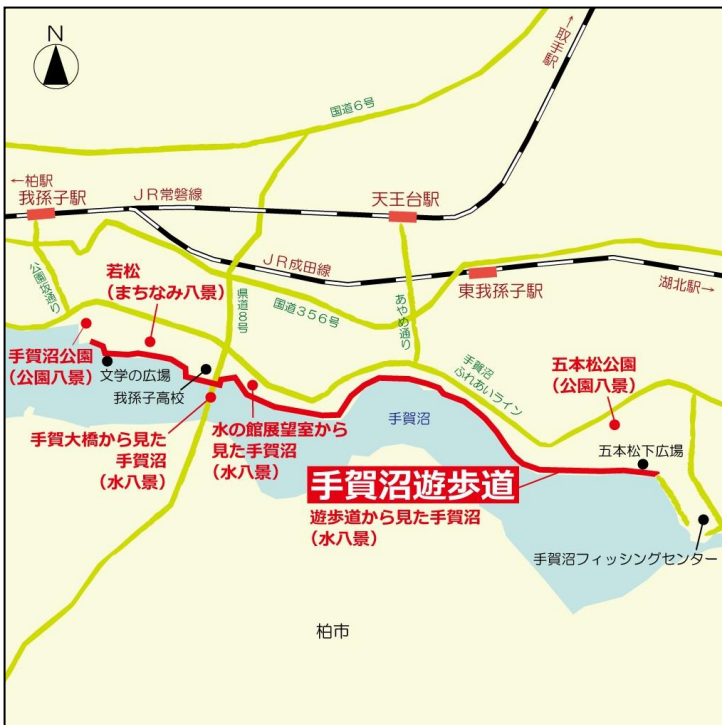 N
→取手駅
国道6号
←柏駅
我孫子駅
JR常磐線
天王台駅
JR成田線
東我孫子駅
湖北駅→
公園坂通り
若松
(まちなみ八景)
県道8号
国道356号
あやめ通り
手賀沼公園
(公園八景)
文学の広場
我孫子高校
手賀沼
ふれあいライン
五本松公園
(公園八景)
手賀大橋から見た
手賀沼
(水八景)
水の館展望室から
見た手賀沼
(水八景)
手賀沼
五本松下広場
手賀沼遊歩道
遊歩道から見た手賀沼
(水八景)
手賀沼フィッシングセンター
柏市